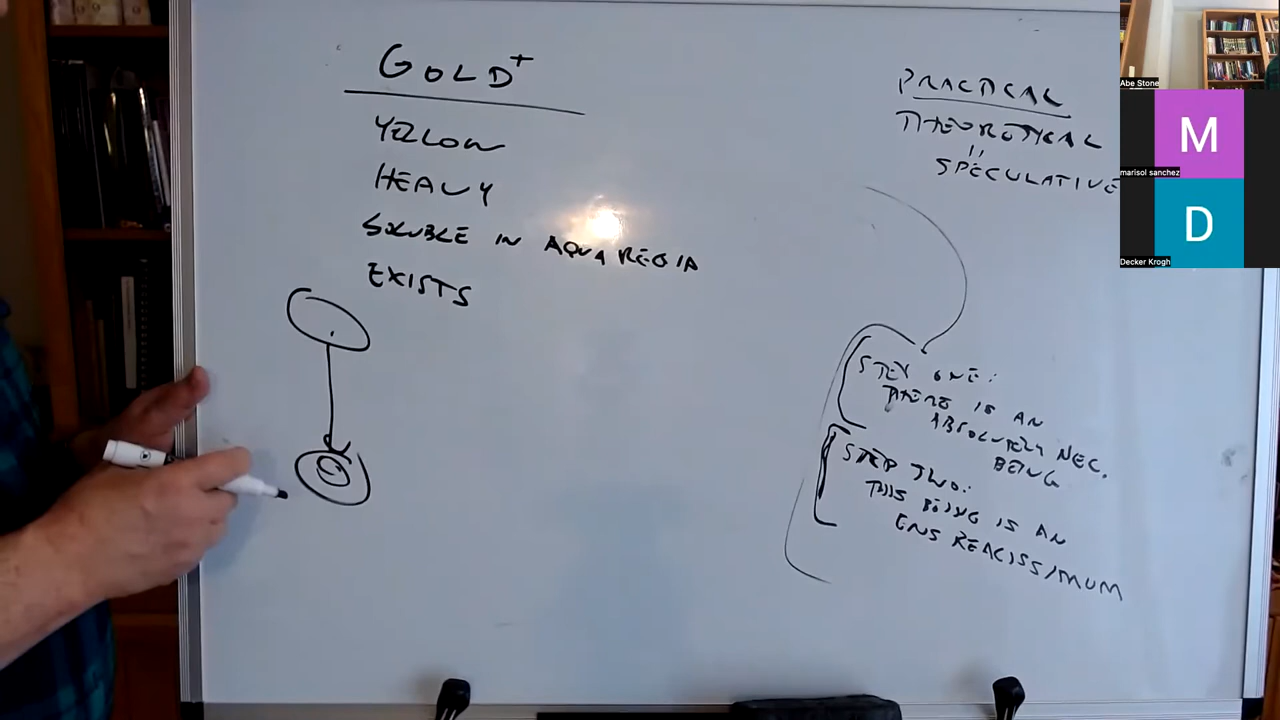 GOLD+
YELLOW
HEAVY
SOLUBLE IN AQUA REGIA
EXISTS
PRACTICAL
THEORETICAL
"
SPECULATIVE
STEP ONE:
THERE IS AN
ABSOLUTELY NEC.
BEING
STEP TWO:
THIS BEING IS AN
ENS REALISSIMUM
Abe Stone
M
marisol sanchez
D
Decker Krogh